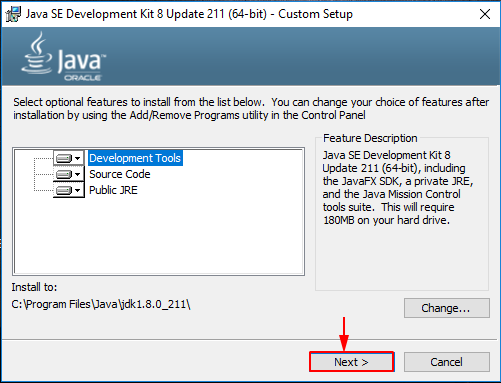 Java SE Development Kit 8 Update 211 (64-bit) - Custom Setup
Java
ORACLE
Select optional features to install from the list below.  You can change your choice of features after
installation by using the Add/Remove Programs utility in the Control Panel
Development Tools
Source Code
Public JRE
Feature Description
Java SE Development Kit 8
Update 211 (64-bit), including
the JavaFX SDK, a private JRE,
and the Java Mission Control
tools suite.  This will require
180MB on your hard drive.
Install to:
C:\Program Files\Java\jdk1.8.0_211\
Change...
Next >
Cancel